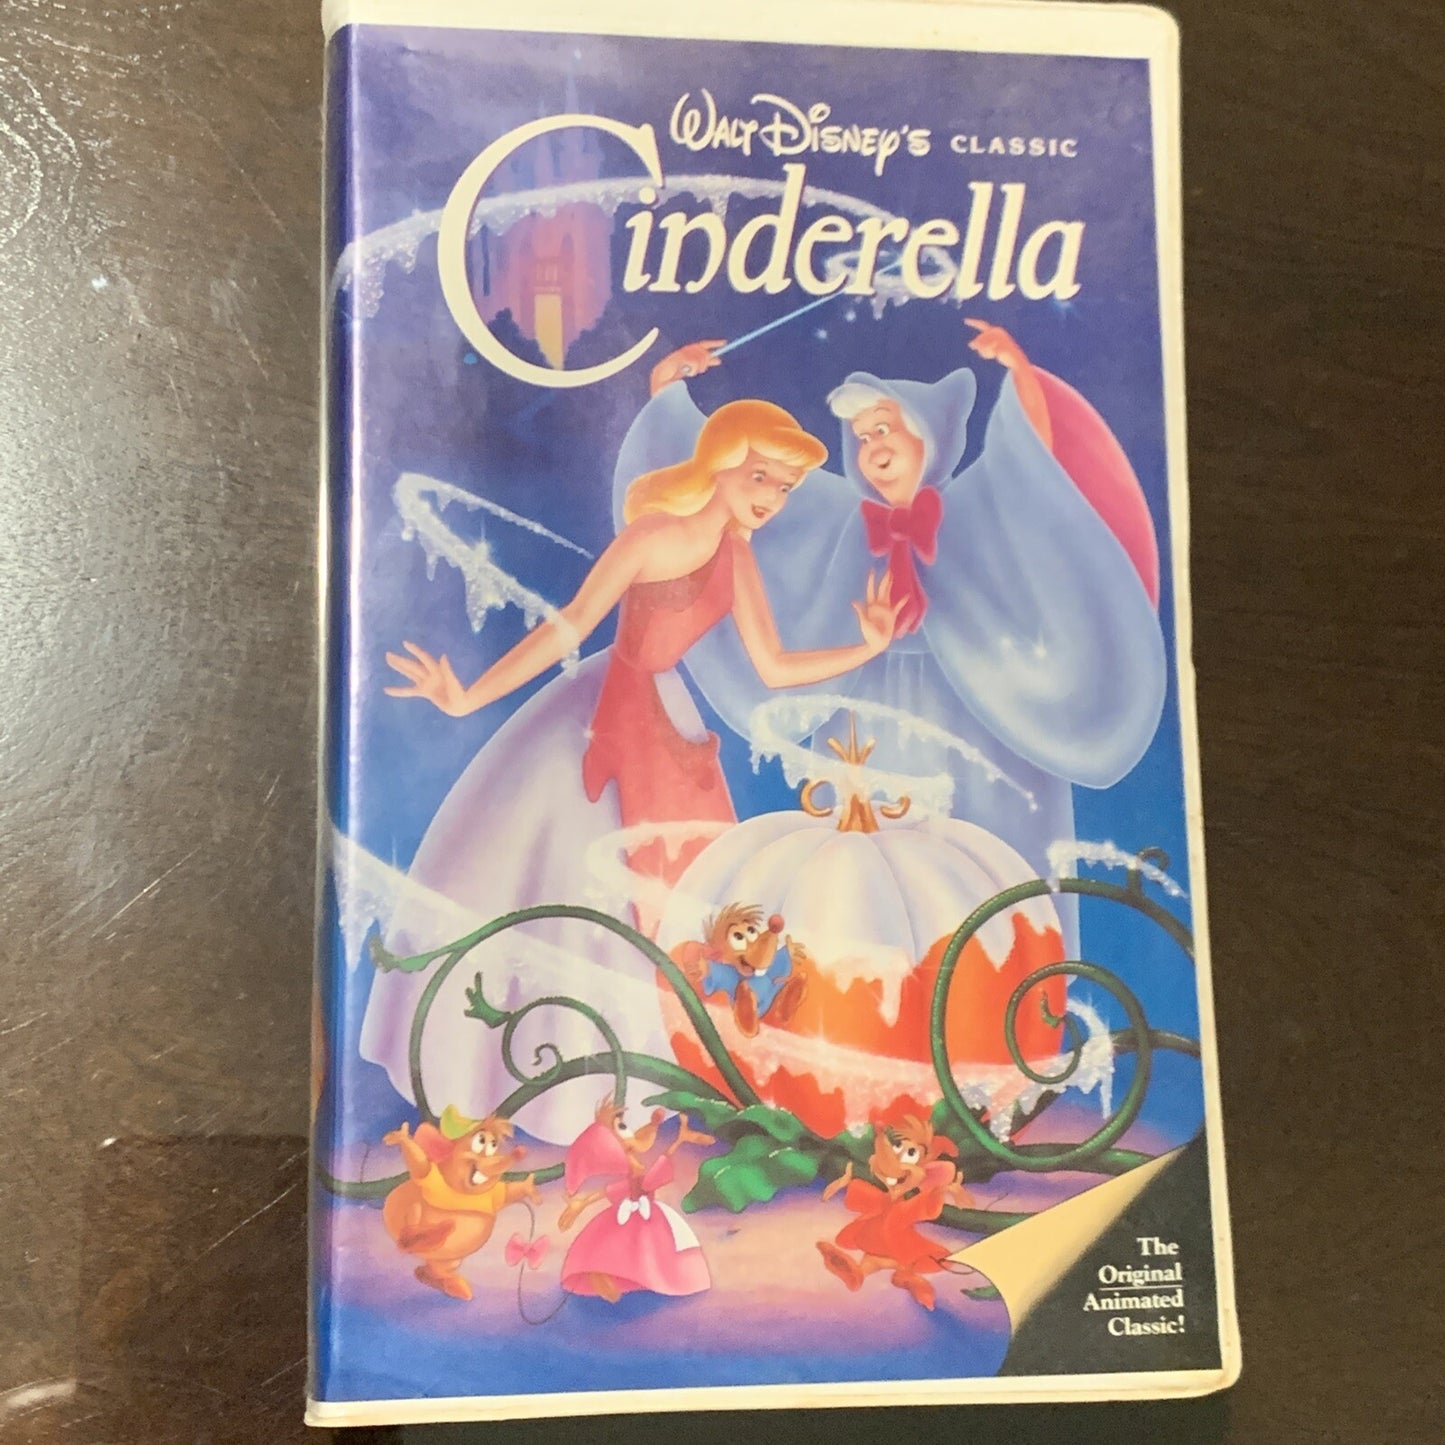 Walt Disney's CLASSIC
Cinderella
The
Original
Animated
Classic!